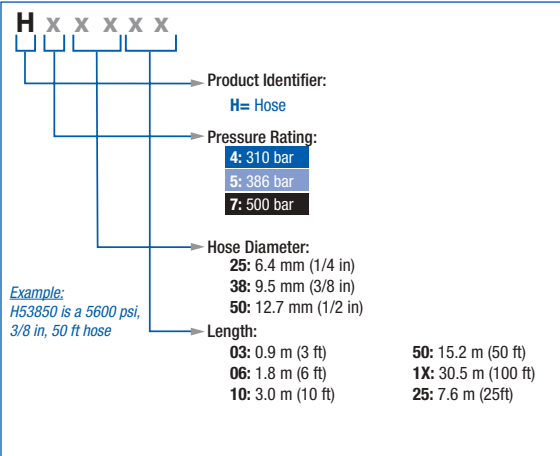 H x x x x x
Product Identifier:
H= Hose
Pressure Rating:
4: 310 bar
5: 386 bar
7: 500 bar
Hose Diameter:
25: 6.4 mm (1/4 in)
38: 9.5 mm (3/8 in)
50: 12.7 mm (1/2 in)
Example:
H53850 is a 5600 psi,
3/8 in, 50 ft hose
Length:
03: 0.9 m (3 ft)
06: 1.8 m (6 ft)
10: 3.0 m (10 ft)
50: 15.2 m (50 ft)
1X: 30.5 m (100 ft)
25: 7.6 m (25ft)